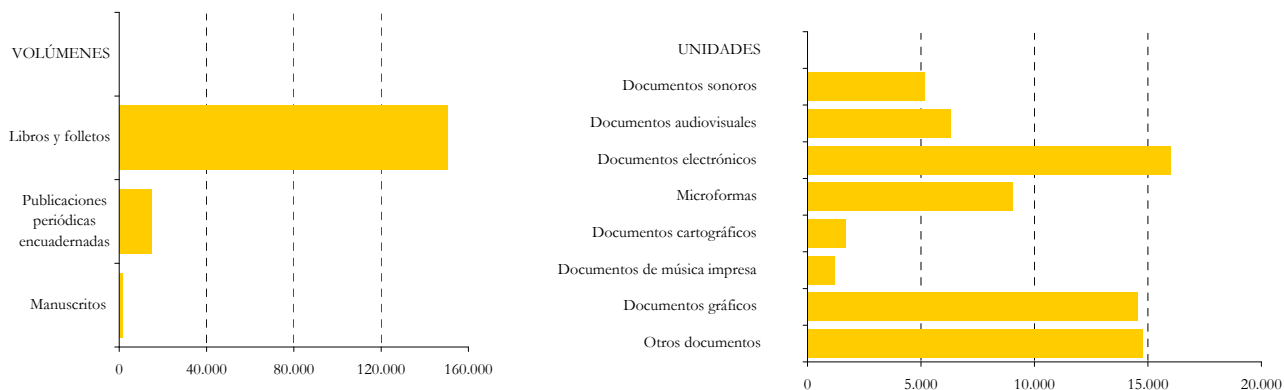 VOLÚMENES
Libros y folletos
Publicaciones
periódicas
encuadernadas
Manuscritos
0 40.000 80.000 120.000 160.000
UNIDADES
Documentos sonoros
Documentos audiovisuales
Documentos electrónicos
Microformas
Documentos cartográficos
Documentos de música impresa
Documentos gráficos
Otros documentos
0 5.000 10.000 15.000 20.000